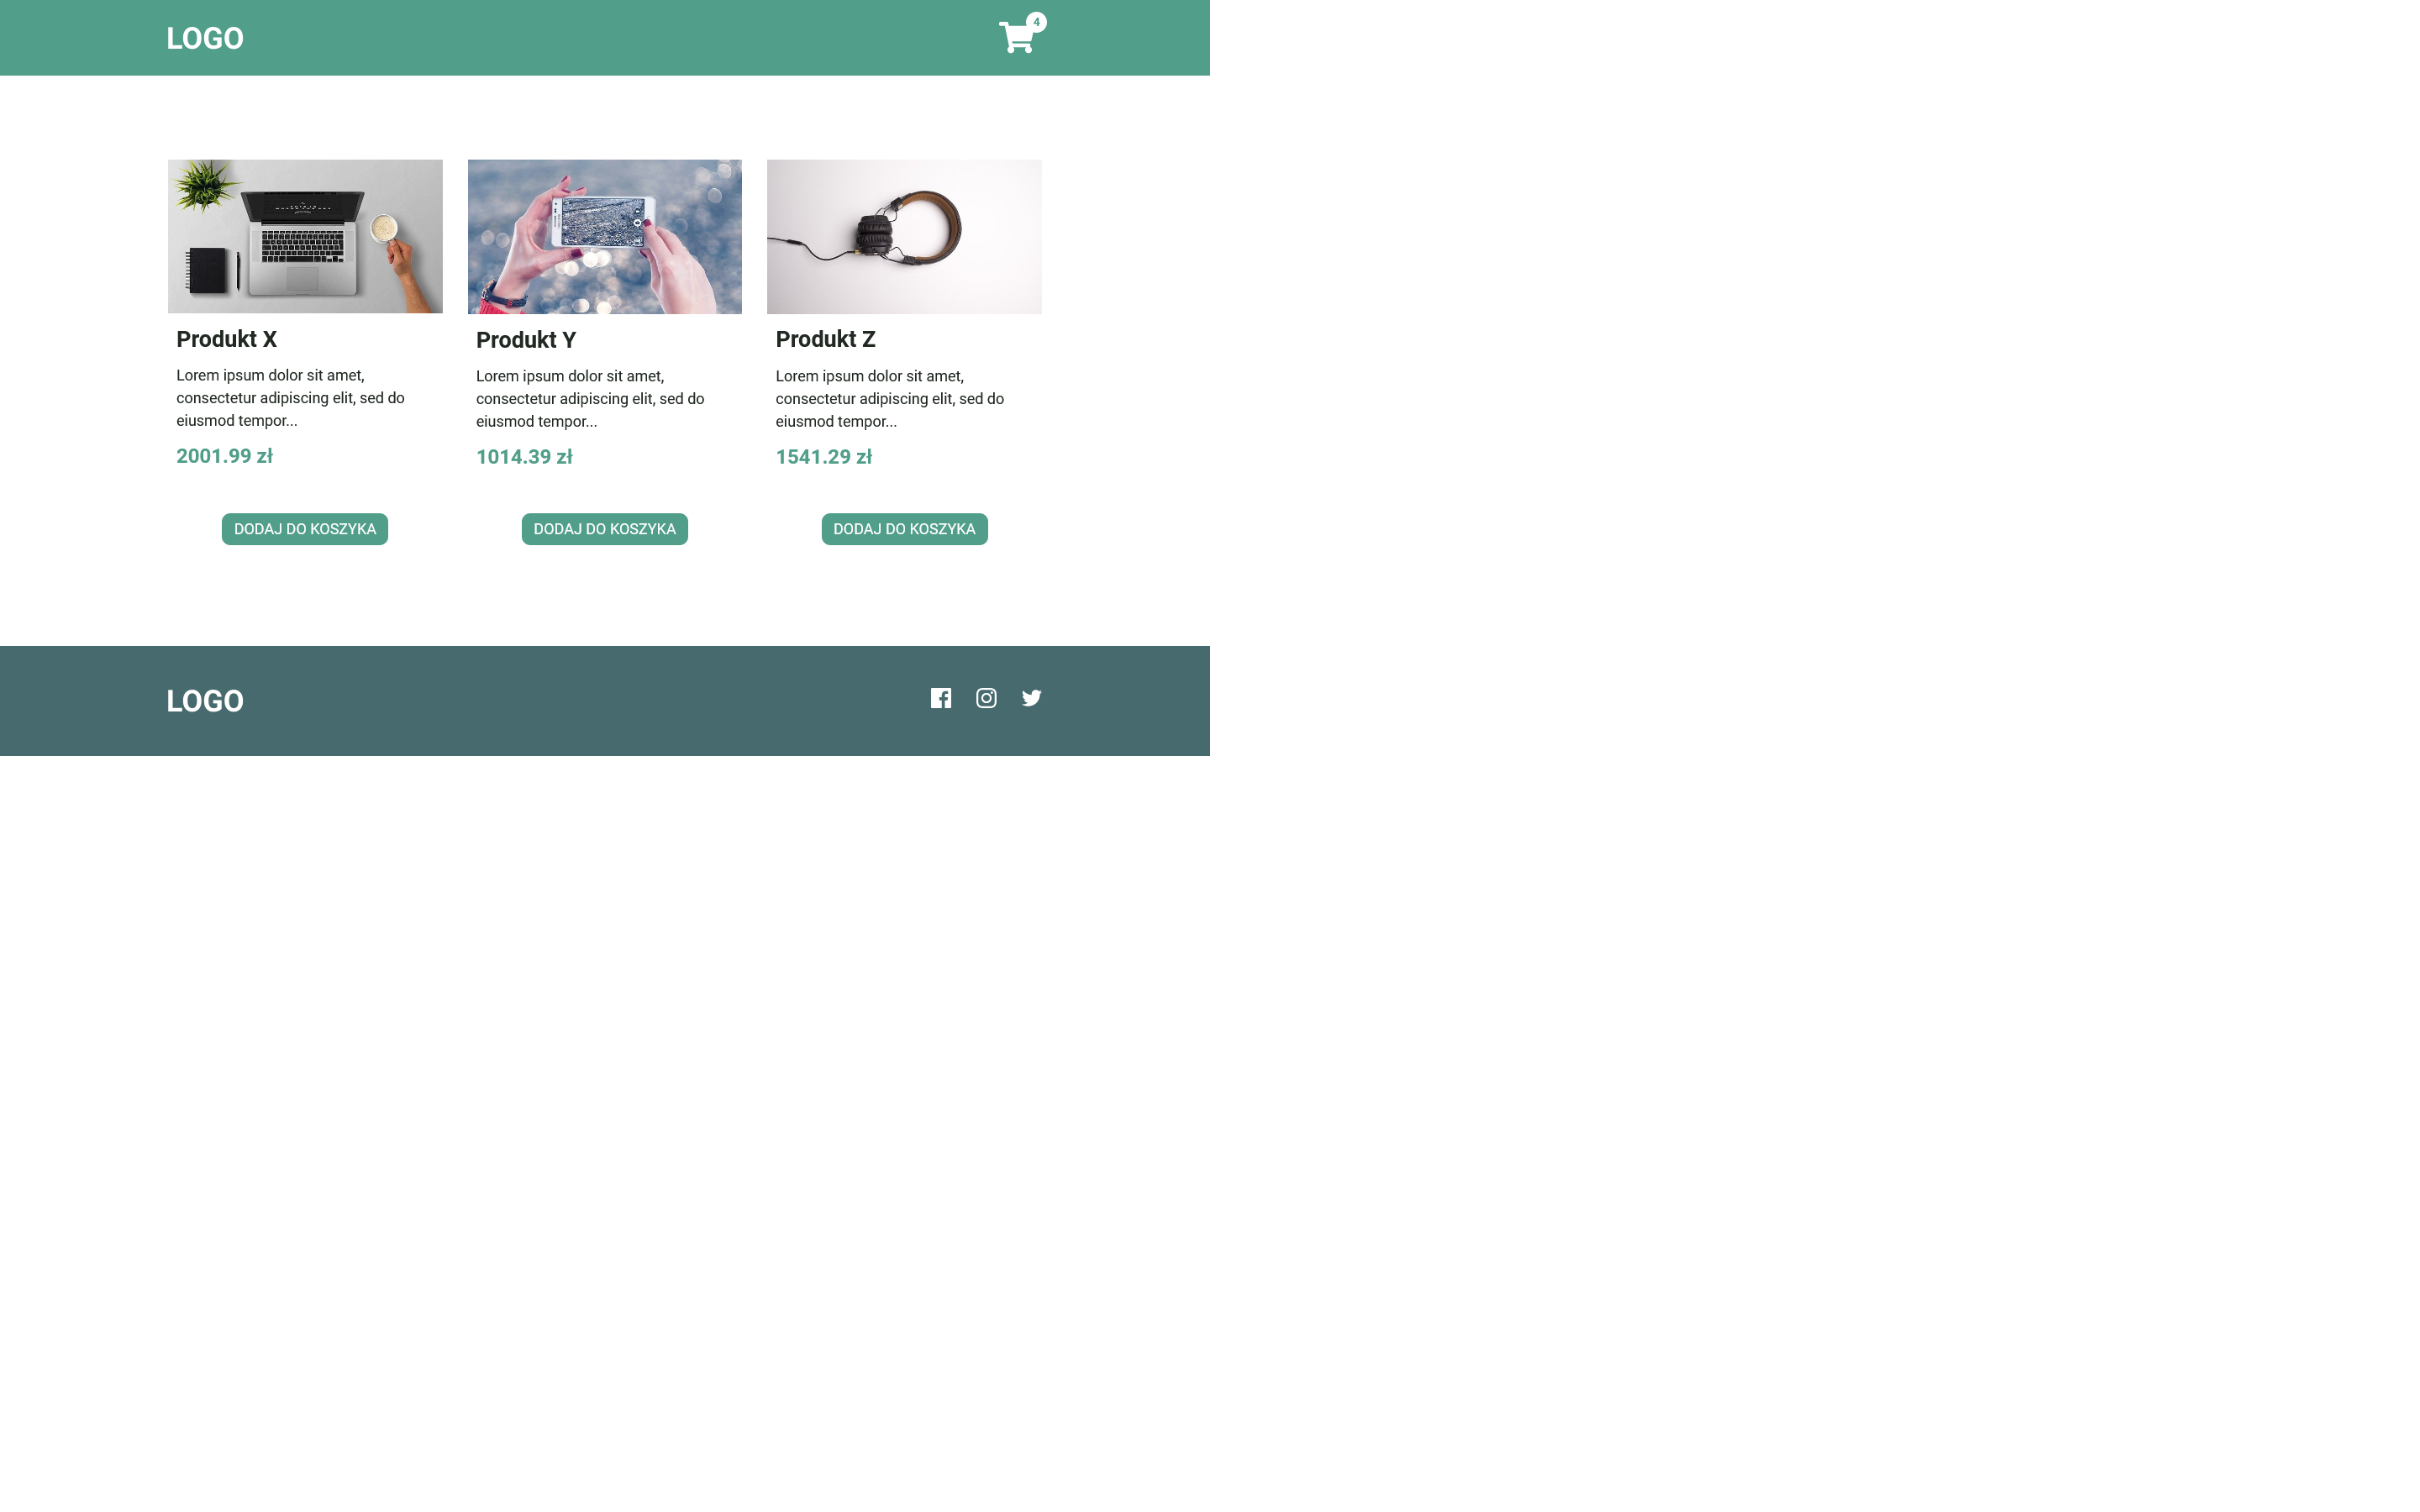 LOGO
4
Produkt X
Lorem ipsum dolor sit amet,
consectetur adipiscing elit, sed do
eiusmod tempor...
2001.99 zł
DODAJ DO KOSZYKA
Produkt Y
Lorem ipsum dolor sit amet,
consectetur adipiscing elit, sed do
eiusmod tempor...
1014.39 zł
DODAJ DO KOSZYKA
Produkt Z
Lorem ipsum dolor sit amet,
consectetur adipiscing elit, sed do
eiusmod tempor...
1541.29 zł
DODAJ DO KOSZYKA
LOGO